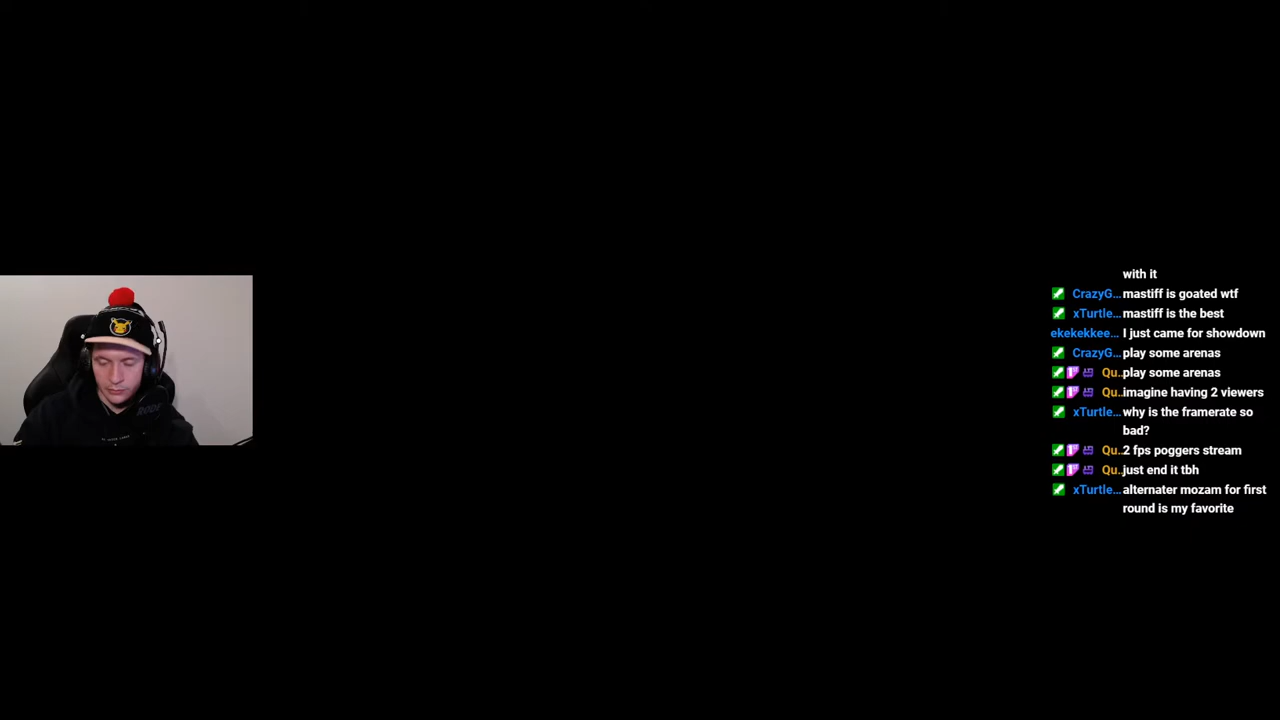 with it
CrazyG... mastiff is goated wtf
xTurtle... mastiff is the best
ekekekkee... I just came for showdown
CrazyG... play some arenas
Qu... play some arenas
Qu... imagine having 2 viewers
xTurtle... why is the framerate so
bad?
Qu... 2 fps poggers stream
Qu... just end it tbh
xTurtle... alternater mozam for first
round is my favorite
RODE